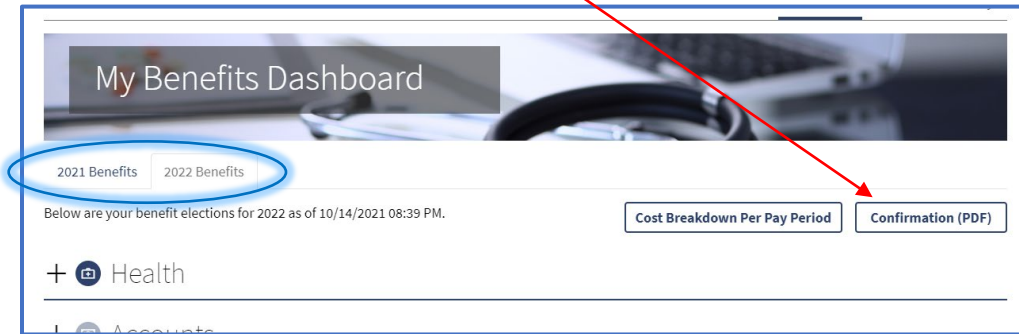 My Benefits Dashboard
2021 Benefits 2022 Benefits
Below are your benefit elections for 2022 as of 10/14/2021 08:39 PM.
Cost Breakdown Per Pay Period Confirmation (PDF)
Health
Accounts